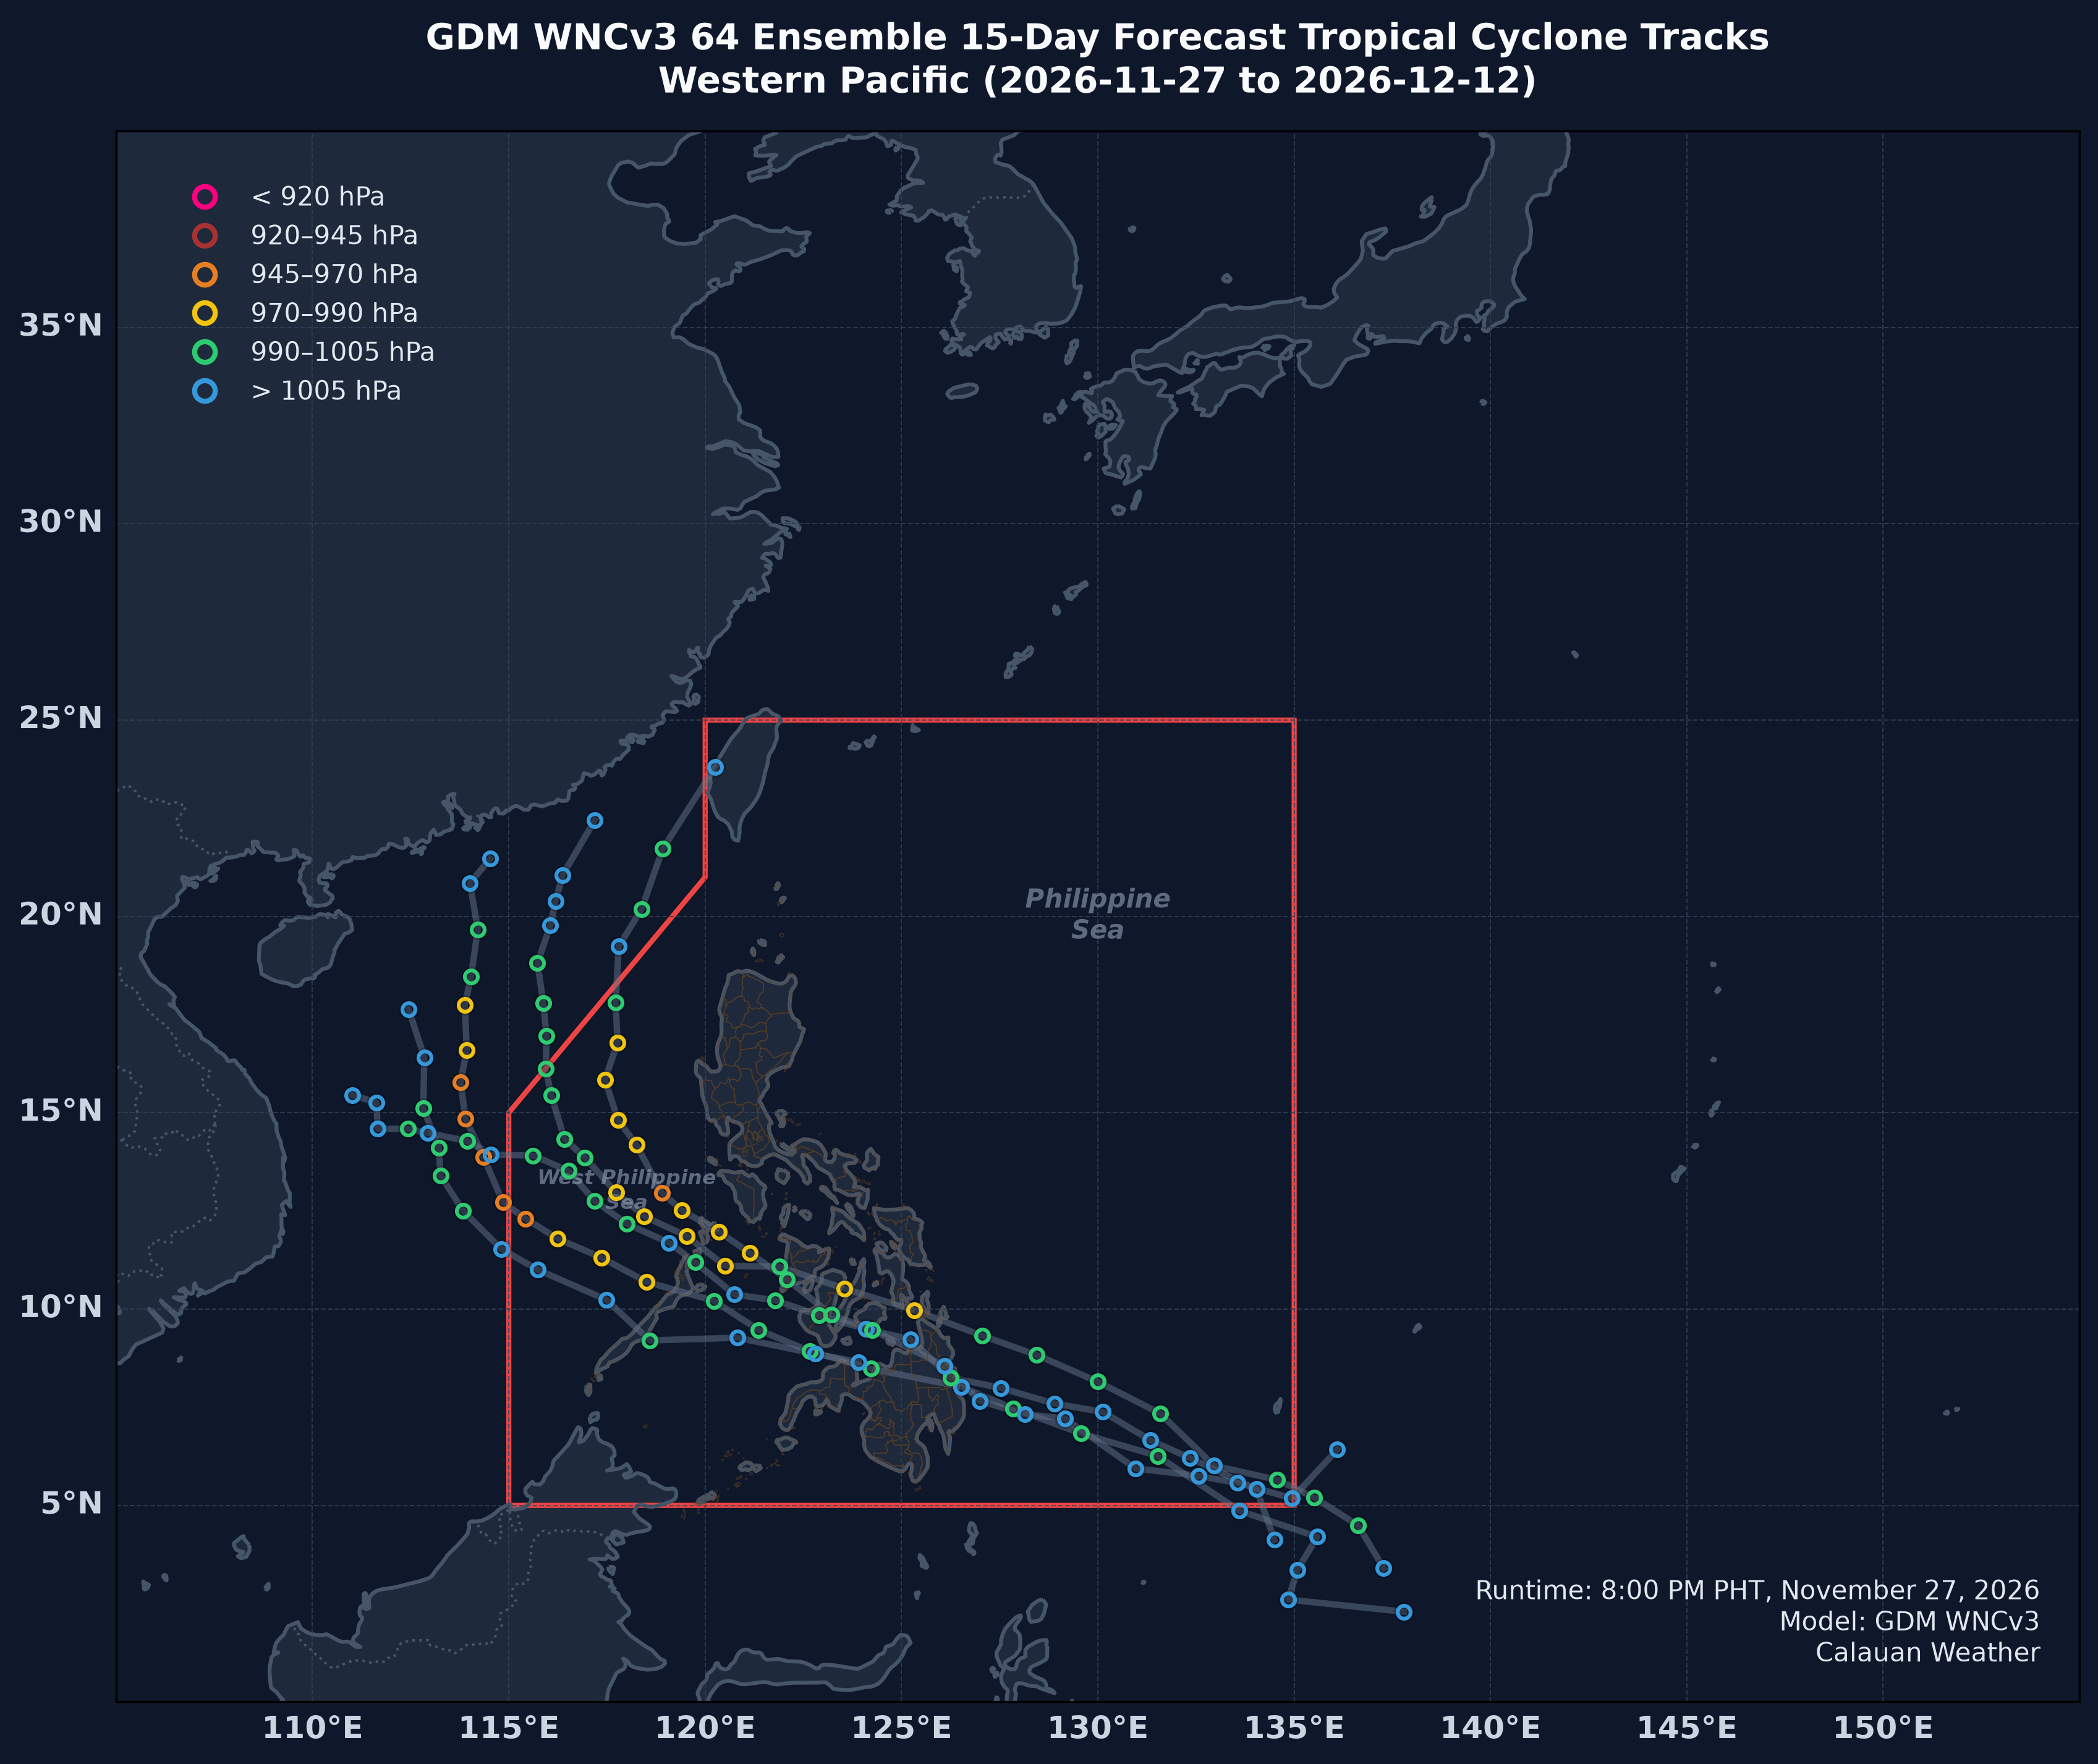 GDM WNCv3 64 Ensemble 15-Day Forecast Tropical Cyclone Tracks
Western Pacific (2026-11-27 to 2026-12-12)
< 920 hPa
920–945 hPa
945–970 hPa
970–990 hPa
990–1005 hPa
> 1005 hPa
35°N
30°N
25°N
20°N
15°N
10°N
5°N
Philippine
Sea
West Philippine
Sea
Runtime: 8:00 PM PHT, November 27, 2026
Model: GDM WNCv3
Calauan Weather
110°E
115°E
120°E
125°E
130°E
135°E
140°E
145°E
150°E